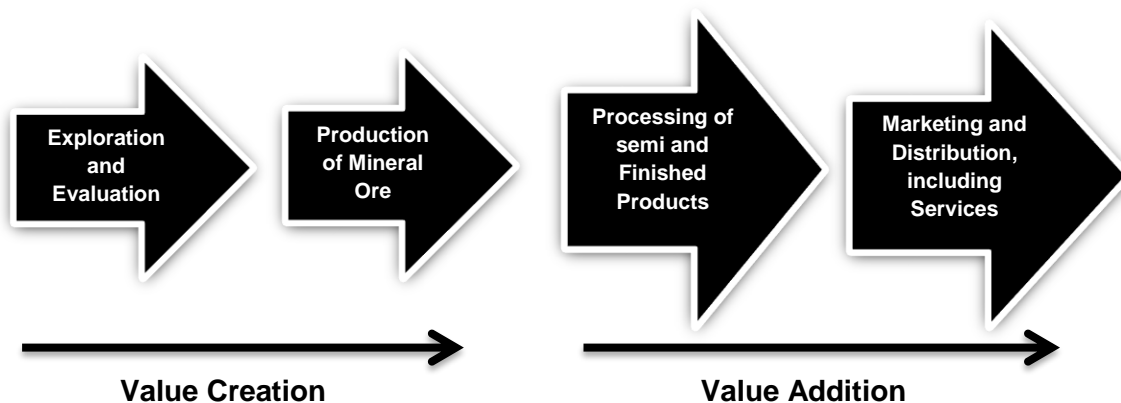 Exploration
and
Evaluation
Production
of Mineral
Ore
Processing of
semi and
Finished
Products
Marketing and
Distribution,
including
Services
Value Creation
Value Addition